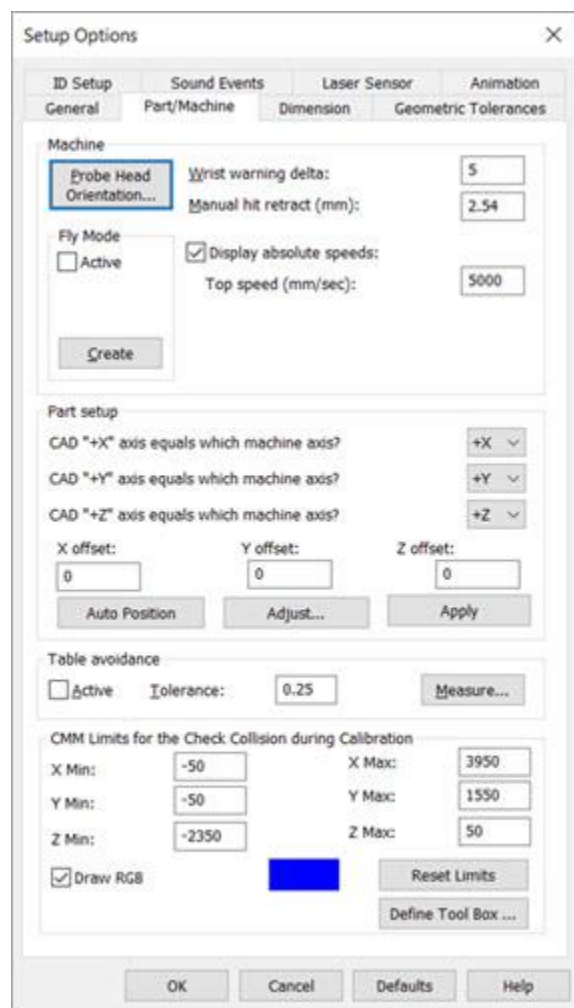 Setup Options
ID Setup Sound Events Laser Sensor Animation
General Part/Machine Dimension Geometric Tolerances
Machine
Probe Head
Orientation...
Wrist warning delta: 5
Manual hit retract (mm): 2.54
Fly Mode
Active
Display absolute speeds:
Top speed (mm/sec): 5000
Create
Part setup
CAD "+X" axis equals which machine axis? +X
CAD "+Y" axis equals which machine axis? +Y
CAD "+Z" axis equals which machine axis? +Z
X offset: Y offset: Z offset:
0 0 0
Auto Position Adjust... Apply
Table avoidance
Active Tolerance: 0.25 Measure...
CMM Limits for the Check Collision during Calibration
X Min: -50 X Max: 3950
Y Min: -50 Y Max: 1550
Z Min: -2350 Z Max: 50
Draw RGB Reset Limits
Define Tool Box ...
OK Cancel Defaults Help